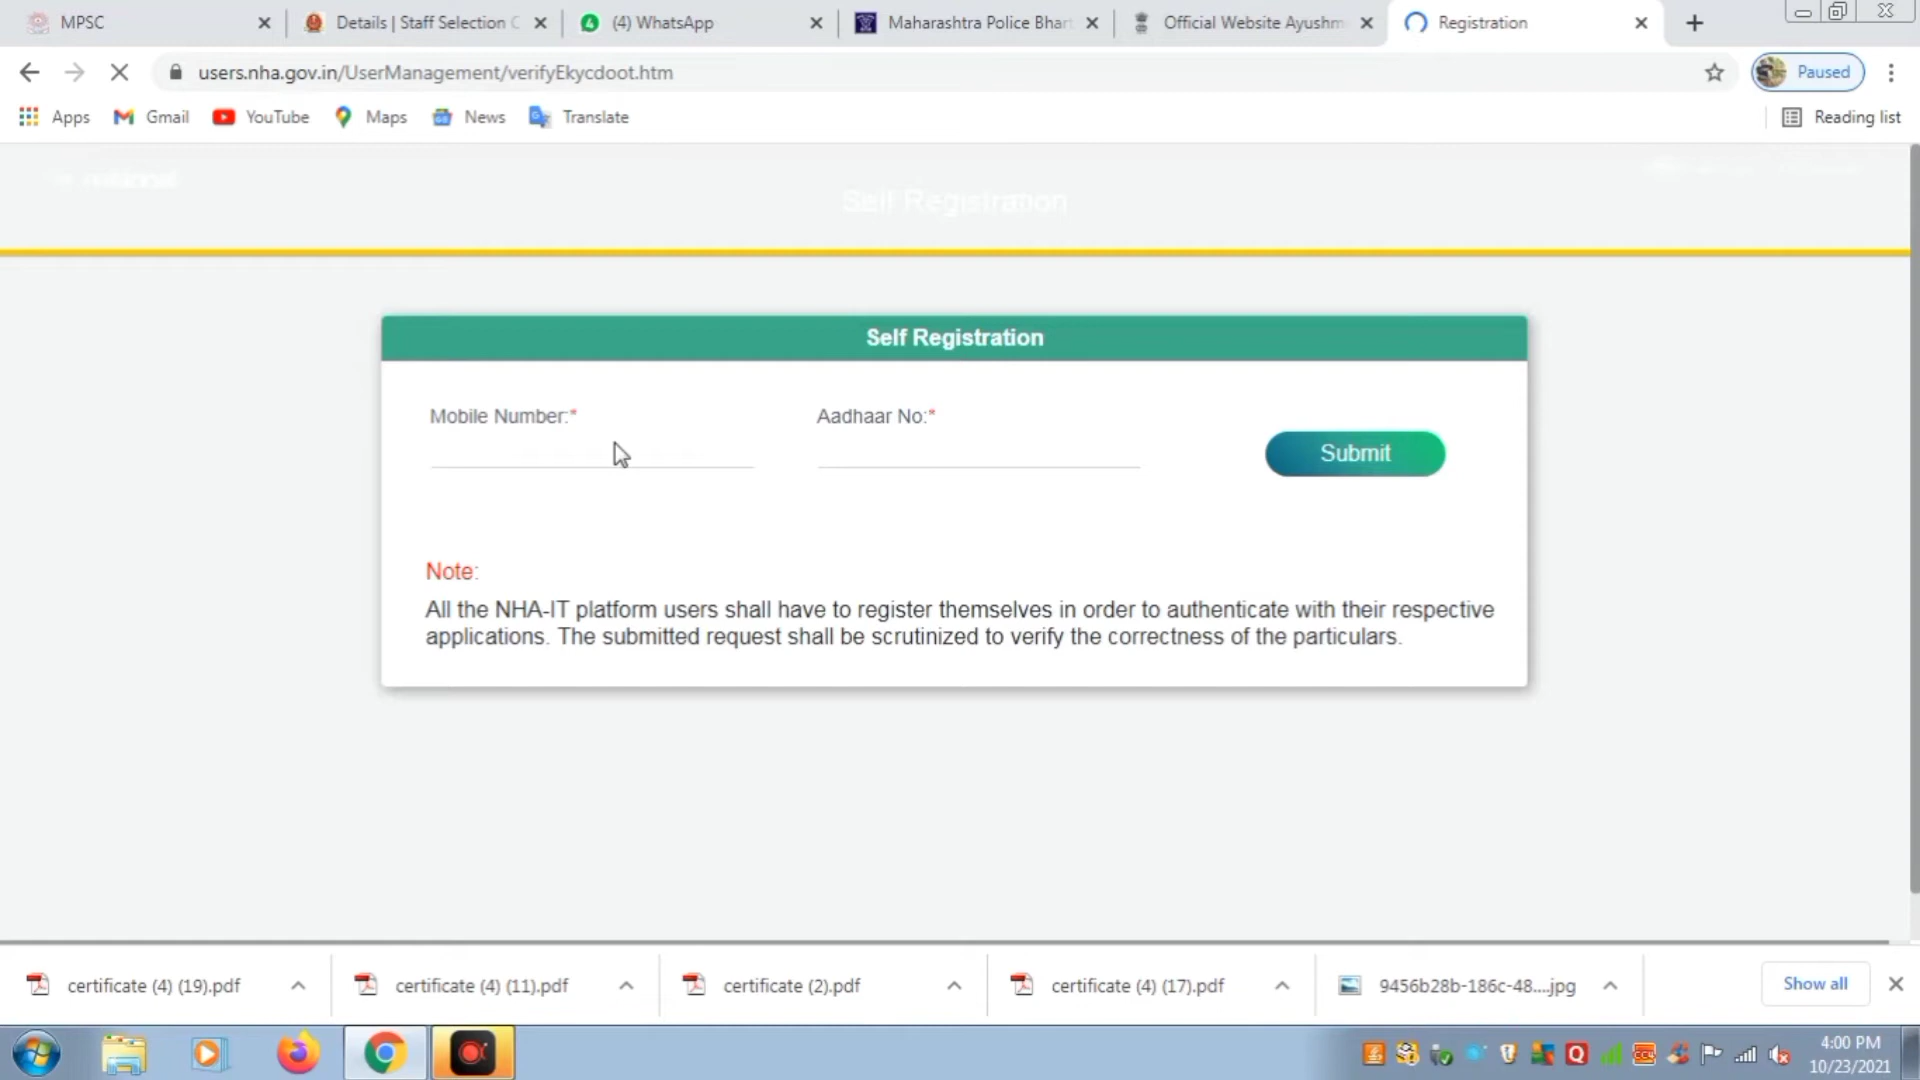 MPSC
Details | Staff Selection C
(4) WhatsApp
Maharashtra Police Bhart
Official Website Ayushm
Registration
users.nha.gov.in/UserManagement/verifyEkycdoot.htm
Paused
Apps
Gmail
YouTube
Maps
News
Translate
Reading list
national
Self Registration
Self Registration
Mobile Number:*
Aadhaar No:*
Submit
Note:
All the NHA-IT platform users shall have to register themselves in order to authenticate with their respective
applications. The submitted request shall be scrutinized to verify the correctness of the particulars.
certificate (4) (19).pdf
certificate (4) (11).pdf
certificate (2).pdf
certificate (4) (17).pdf
9456b28b-186c-48....jpg
Show all
4:00 PM
10/23/2021